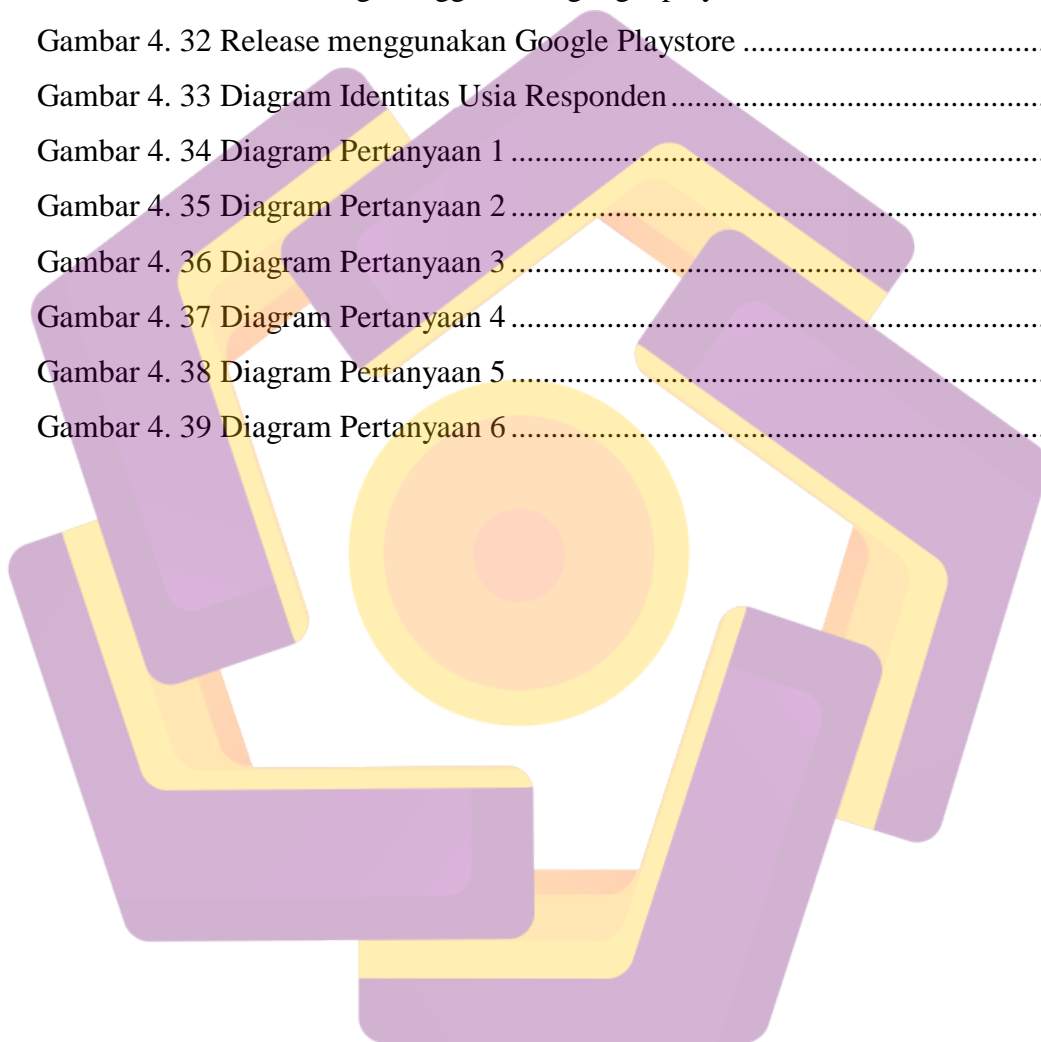 Gambar 4. 32 Release menggunakan Google Playstore ......................................
Gambar 4. 33 Diagram Identitas Usia Responden ................................................
Gambar 4. 34 Diagram Pertanyaan 1 .....................................................................
Gambar 4. 35 Diagram Pertanyaan 2 .....................................................................
Gambar 4. 36 Diagram Pertanyaan 3 .....................................................................
Gambar 4. 37 Diagram Pertanyaan 4 .....................................................................
Gambar 4. 38 Diagram Pertanyaan 5 .....................................................................
Gambar 4. 39 Diagram Pertanyaan 6 .....................................................................